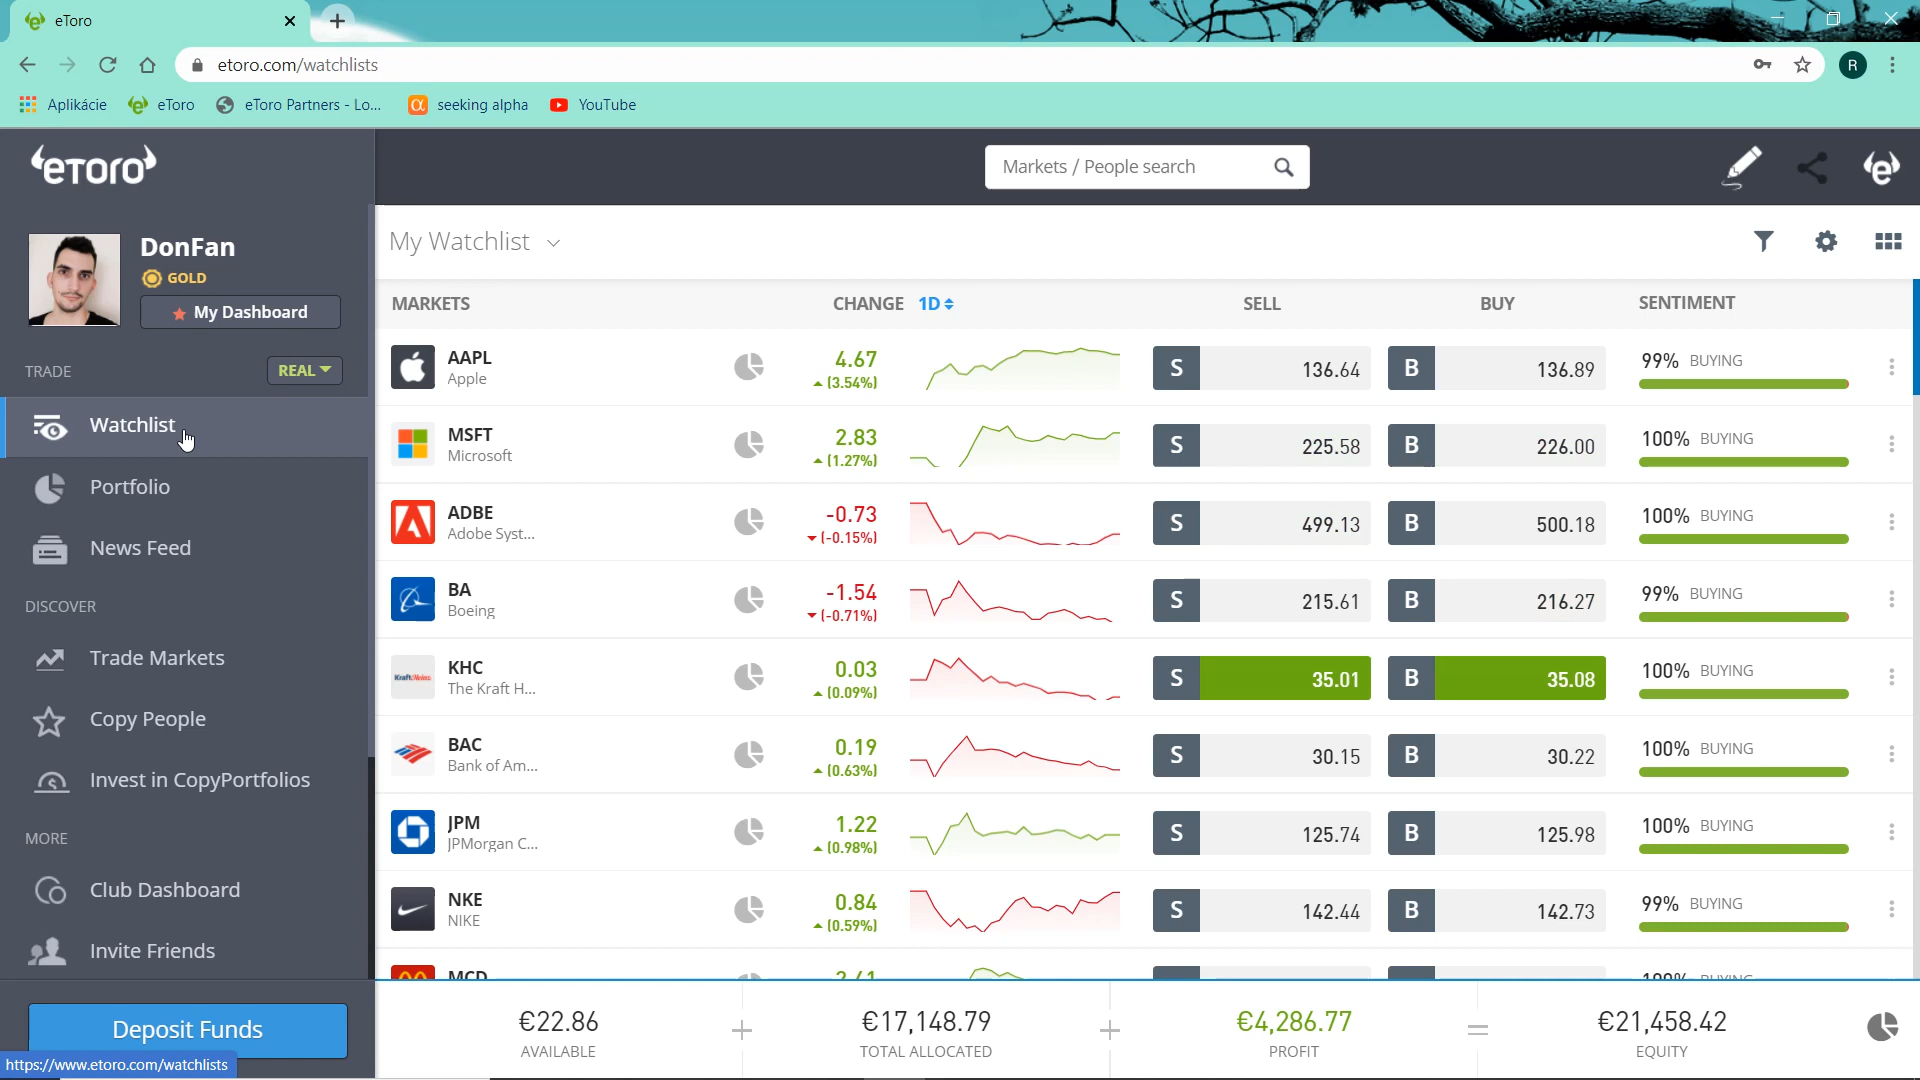 eToro
etoro.com/watchlists
R
Aplikácie
eToro
eToro Partners - Lo...
seeking alpha
YouTube
eTORO
Markets / People search
DonFan
GOLD
My Dashboard
TRADE
REAL
Watchlist
Portfolio
News Feed
DISCOVER
Trade Markets
Copy People
Invest in CopyPortfolios
MORE
Club Dashboard
Invite Friends
Deposit Funds
https://www.etoro.com/watchlists
My Watchlist
MARKETS CHANGE 1D SELL BUY SENTIMENT
AAPL 4.67 S 136.64 B 136.89 99% BUYING
Apple (3.54%)
MSFT 2.83 S 225.58 B 226.00 100% BUYING
Microsoft (1.27%)
ADBE -0.73 S 499.13 B 500.18 100% BUYING
Adobe Syst... (-0.15%)
BA -1.54 S 215.61 B 216.27 99% BUYING
Boeing (-0.71%)
KraftHeinz
KHC 0.03 S 35.01 B 35.08 100% BUYING
The Kraft H... (0.09%)
BAC 0.19 S 30.15 B 30.22 100% BUYING
Bank of Am... (0.63%)
JPM 1.22 S 125.74 B 125.98 100% BUYING
JPMorgan C... (0.98%)
NKE 0.84 S 142.44 B 142.73 99% BUYING
NIKE (0.59%)
MCD 2.41 100% BUYING
€22.86 + €17,148.79 + €4,286.77 = €21,458.42
AVAILABLE TOTAL ALLOCATED PROFIT EQUITY